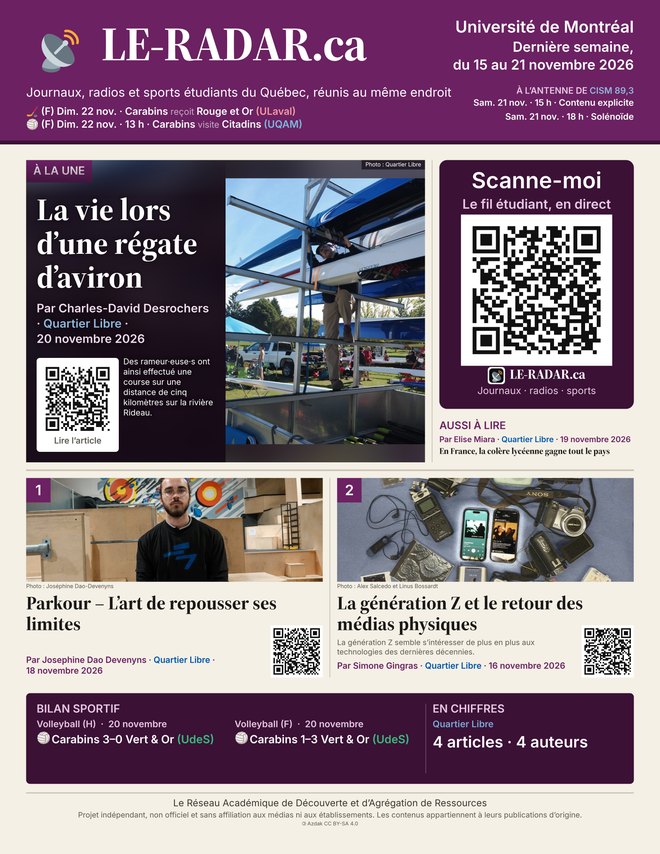 LE-RADAR.ca
Université de Montréal
Dernière semaine,
du 15 au 21 novembre 2026
Journaux, radios et sports étudiants du Québec, réunis au même endroit
(F) Dim. 22 nov. · Carabins reçoit Rouge et Or (ULaval)
(F) Dim. 22 nov. · 13 h · Carabins visite Citadins (UQAM)
À L'ANTENNE DE CISM 89,3
Sam. 21 nov. · 15 h · Contenu explicite
Sam. 21 nov. · 18 h · Solénoïde
À LA UNE
Photo : Quartier Libre
La vie lors
d'une régate
d'aviron
Par Charles-David Desrochers
· Quartier Libre ·
20 novembre 2026
Des rameur·euse·s ont
ainsi effectué une
course sur une
distance de cinq
kilomètres sur la rivière
Rideau.
Lire l'article
Scanne-moi
Le fil étudiant, en direct
LE-RADAR.ca
Journaux · radios · sports
AUSSI À LIRE
Par Elise Miara · Quartier Libre · 19 novembre 2026
En France, la colère lycéenne gagne tout le pays
1
Photo : Joséphine Dao-Devenyns
Parkour – L'art de repousser ses
limites
Par Josephine Dao Devenyns · Quartier Libre ·
18 novembre 2026
2
SONY
Photo : Alex Salcedo et Linus Bossardt
La génération Z et le retour des
médias physiques
La génération Z semble s'intéresser de plus en plus aux
technologies des dernières décennies.
Par Simone Gingras · Quartier Libre · 16 novembre 2026
BILAN SPORTIF
Volleyball (H) · 20 novembre
Carabins 3–0 Vert & Or (UdeS)
Volleyball (F) · 20 novembre
Carabins 1–3 Vert & Or (UdeS)
EN CHIFFRES
Quartier Libre
4 articles · 4 auteurs
Le Réseau Académique de Découverte et d'Agrégation de Ressources
Projet indépendant, non officiel et sans affiliation aux médias ni aux établissements. Les contenus appartiennent à leurs publications d'origine.
Azdak CC BY-SA 4.0